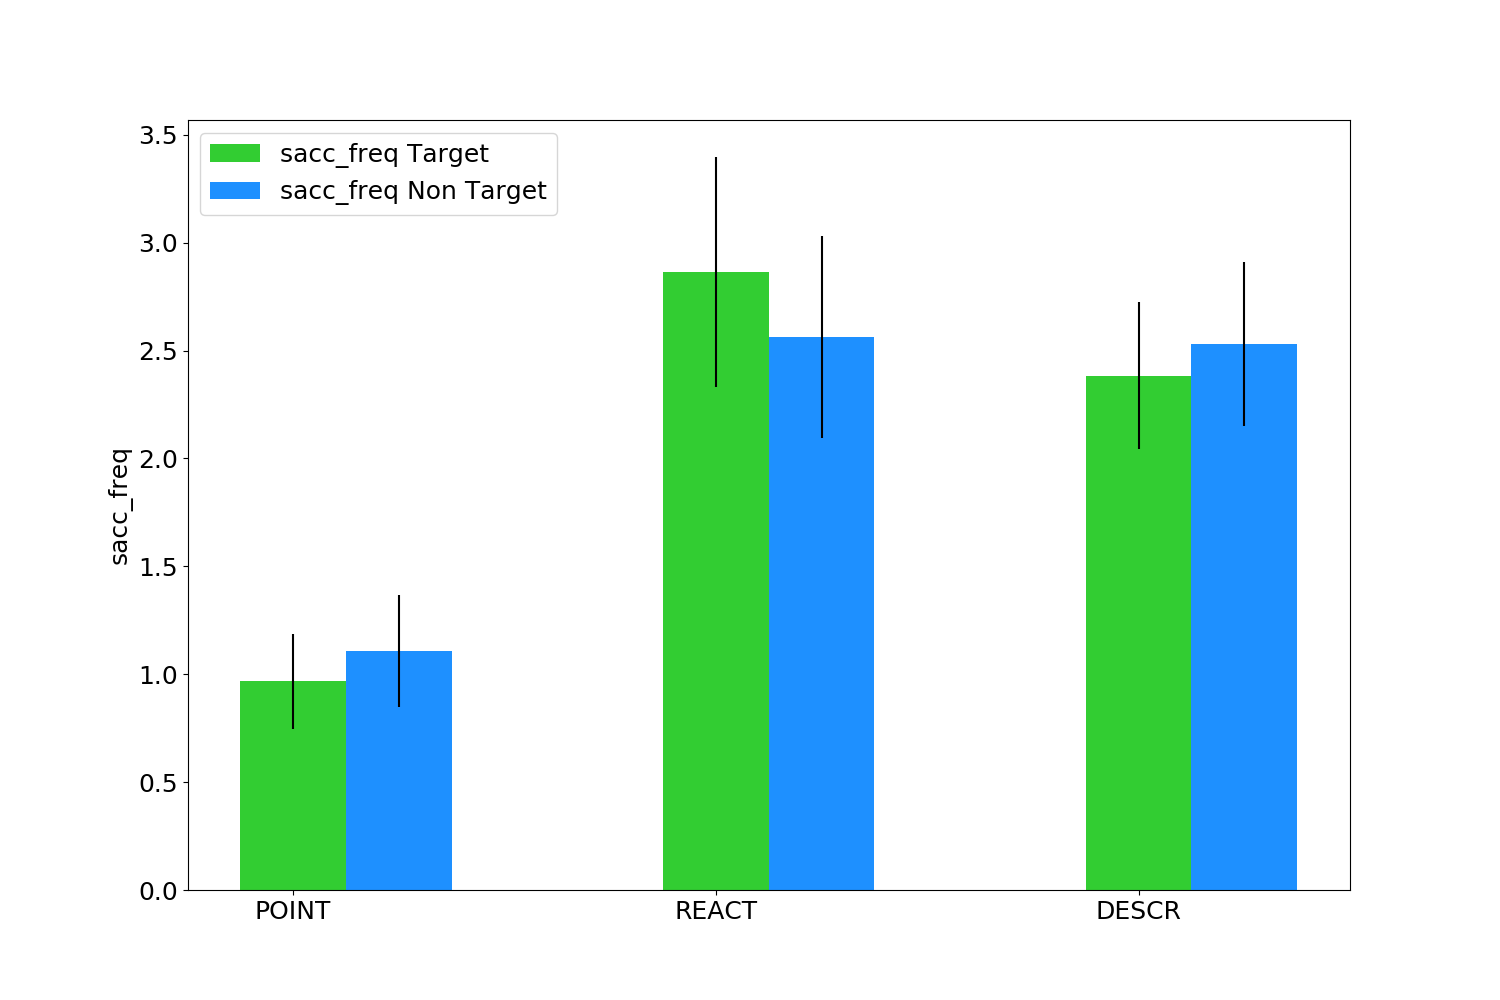 sacc_freq Target
sacc_freq Non Target
3.5
3.0
2.5
2.0
1.5
1.0
0.5
0.0
sacc_freq
POINT REACT DESCR